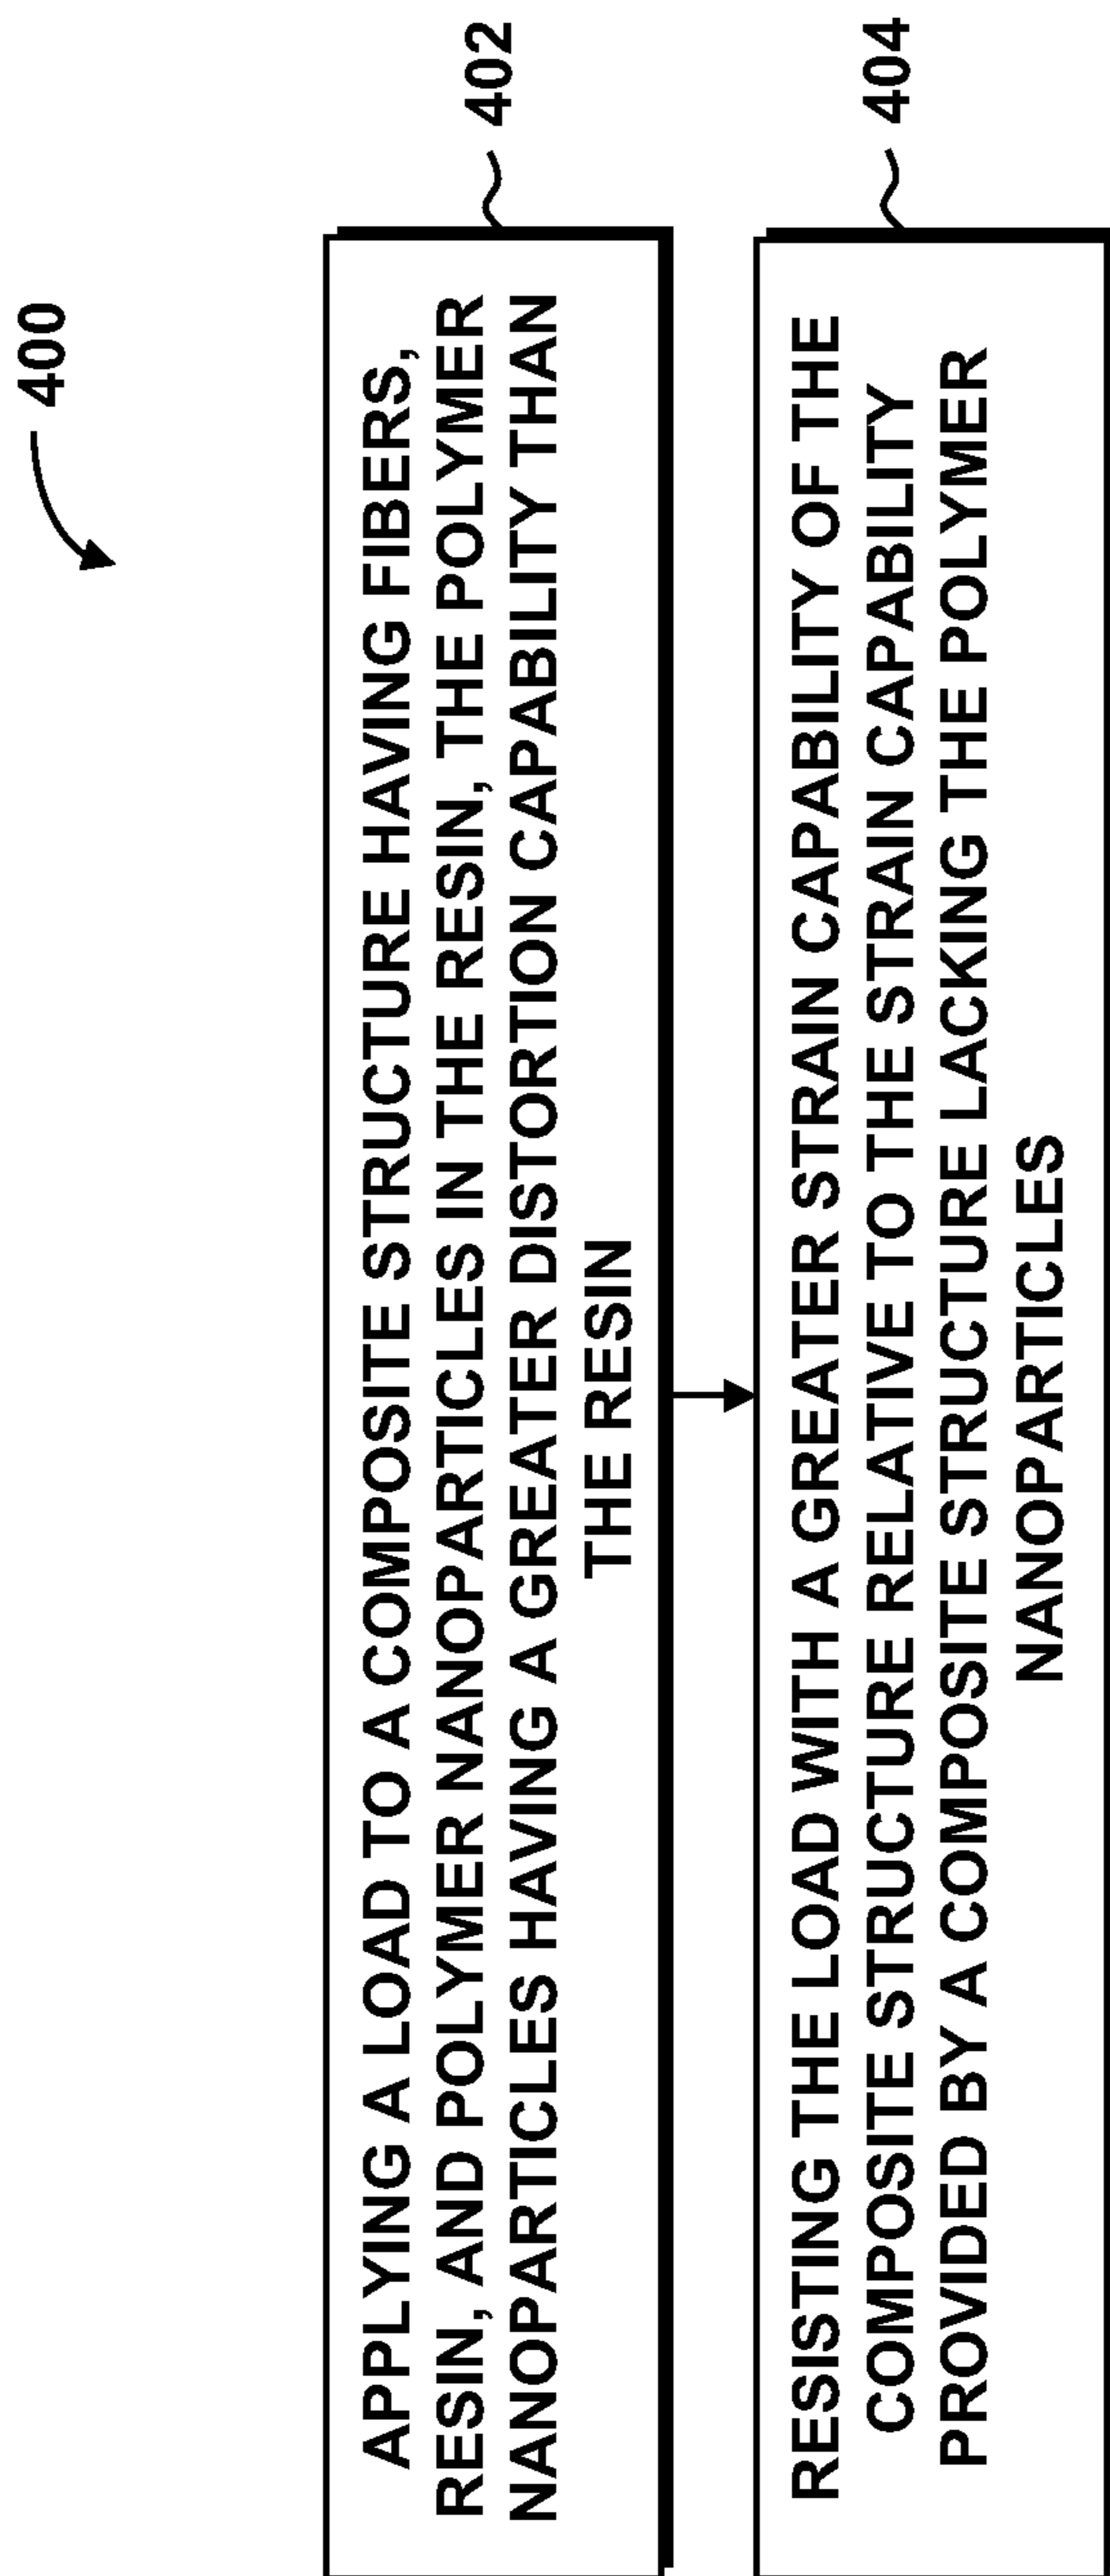 400
APPLYING A LOAD TO A COMPOSITE STRUCTURE HAVING FIBERS,
RESIN, AND POLYMER NANOPARTICLES IN THE RESIN, THE POLYMER
NANOPARTICLES HAVING A GREATER DISTORTION CAPABILITY THAN
THE RESIN
402
RESISTING THE LOAD WITH A GREATER STRAIN CAPABILITY OF THE
COMPOSITE STRUCTURE RELATIVE TO THE STRAIN CAPABILITY
PROVIDED BY A COMPOSITE STRUCTURE LACKING THE POLYMER
NANOPARTICLES
404